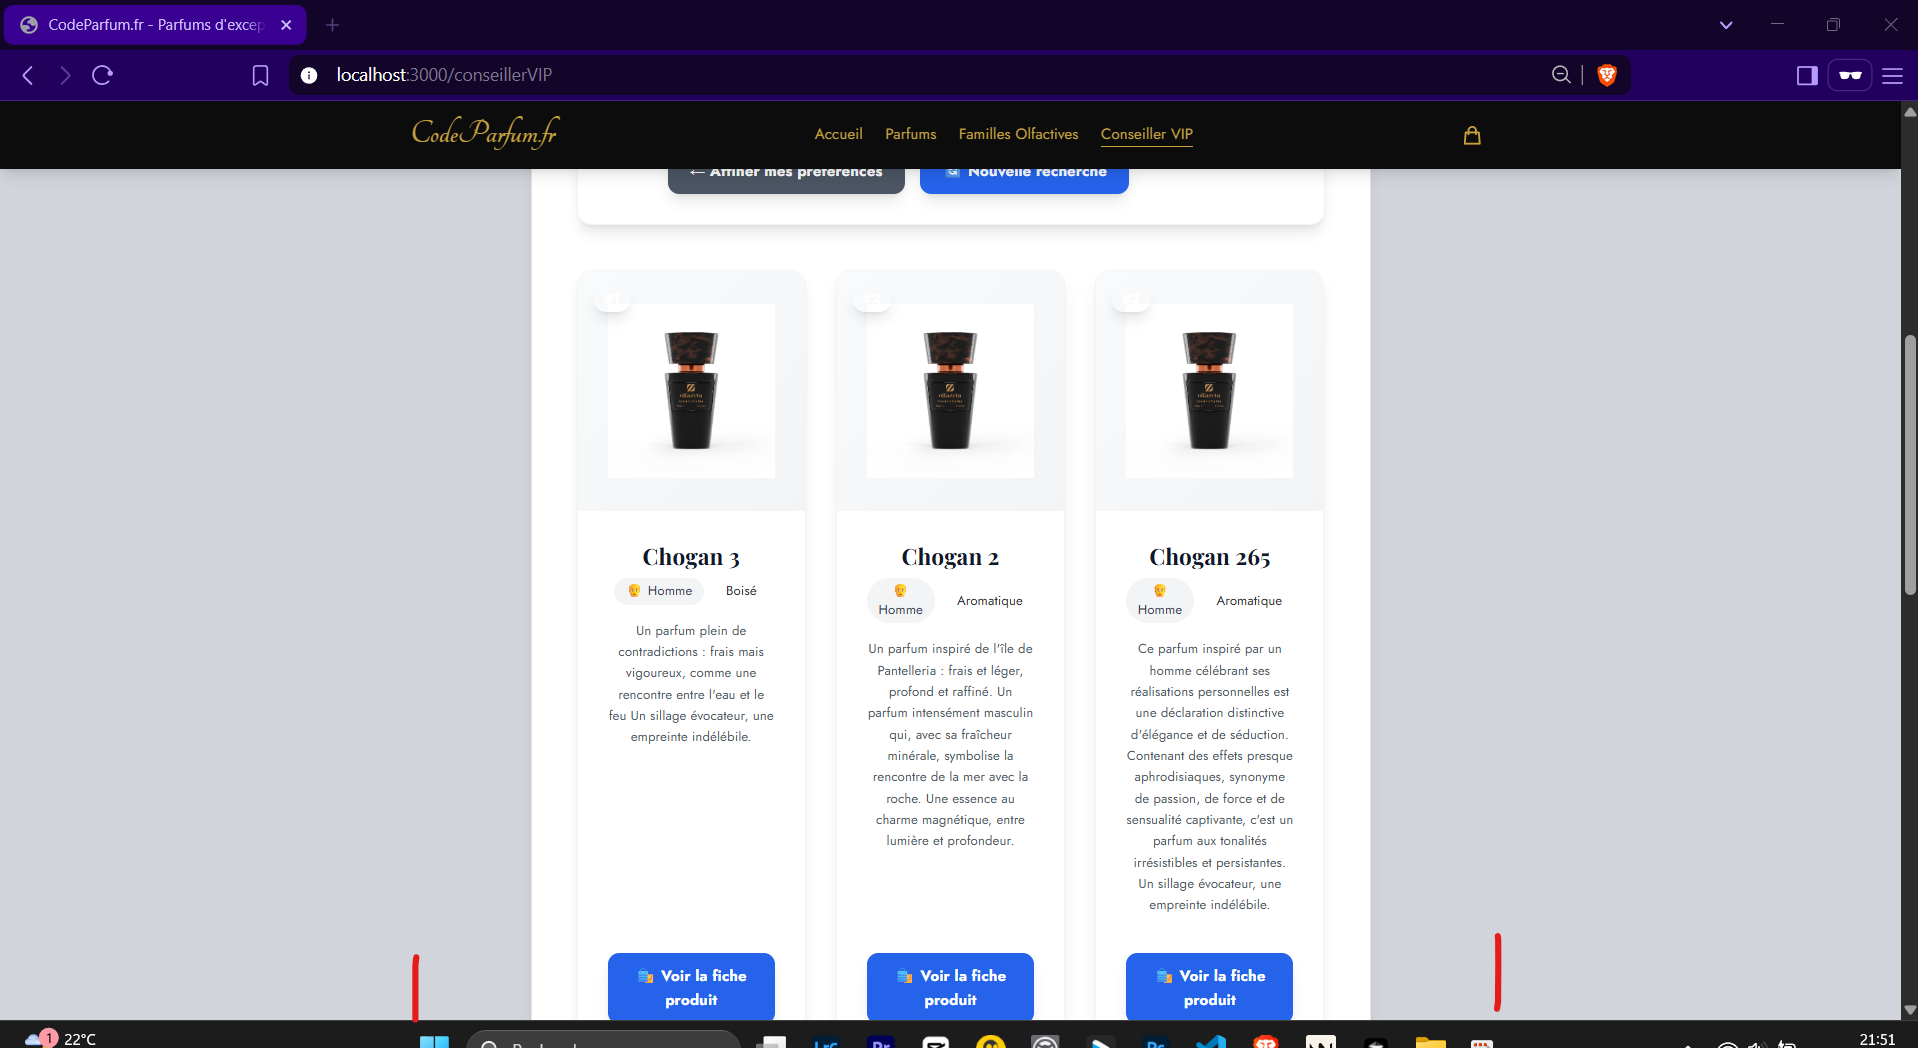 CodeParfum.fr - Parfums d'excep
localhost:3000/conseillerVIP
CodeParfum.fr
Accueil
Parfums
Familles Olfactives
Conseiller VIP
← Affiner mes préférences
Nouvelle recherche
#1
#2
#3
Chogan 3
Homme
Boisé
Un parfum plein de
contradictions : frais mais
vigoureux, comme une
rencontre entre l'eau et le
feu Un sillage évocateur, une
empreinte indélébile.
Voir la fiche
produit
Chogan 2
Homme
Aromatique
Un parfum inspiré de l'île de
Pantelleria : frais et léger,
profond et raffiné. Un
parfum intensément masculin
qui, avec sa fraîcheur
minérale, symbolise la
rencontre de la mer avec la
roche. Une essence au
charme magnétique, entre
lumière et profondeur.
Voir la fiche
produit
Chogan 265
Homme
Aromatique
Ce parfum inspiré par un
homme célébrant ses
réalisations personnelles est
une déclaration distinctive
d'élégance et de séduction.
Contenant des effets presque
aphrodisiaques, synonyme
de passion, de force et de
sensualité captivante, c'est un
parfum aux tonalités
irrésistibles et persistantes.
Un sillage évocateur, une
empreinte indélébile.
Voir la fiche
produit
1
22°C
LrC
Pr
Ps
21:51